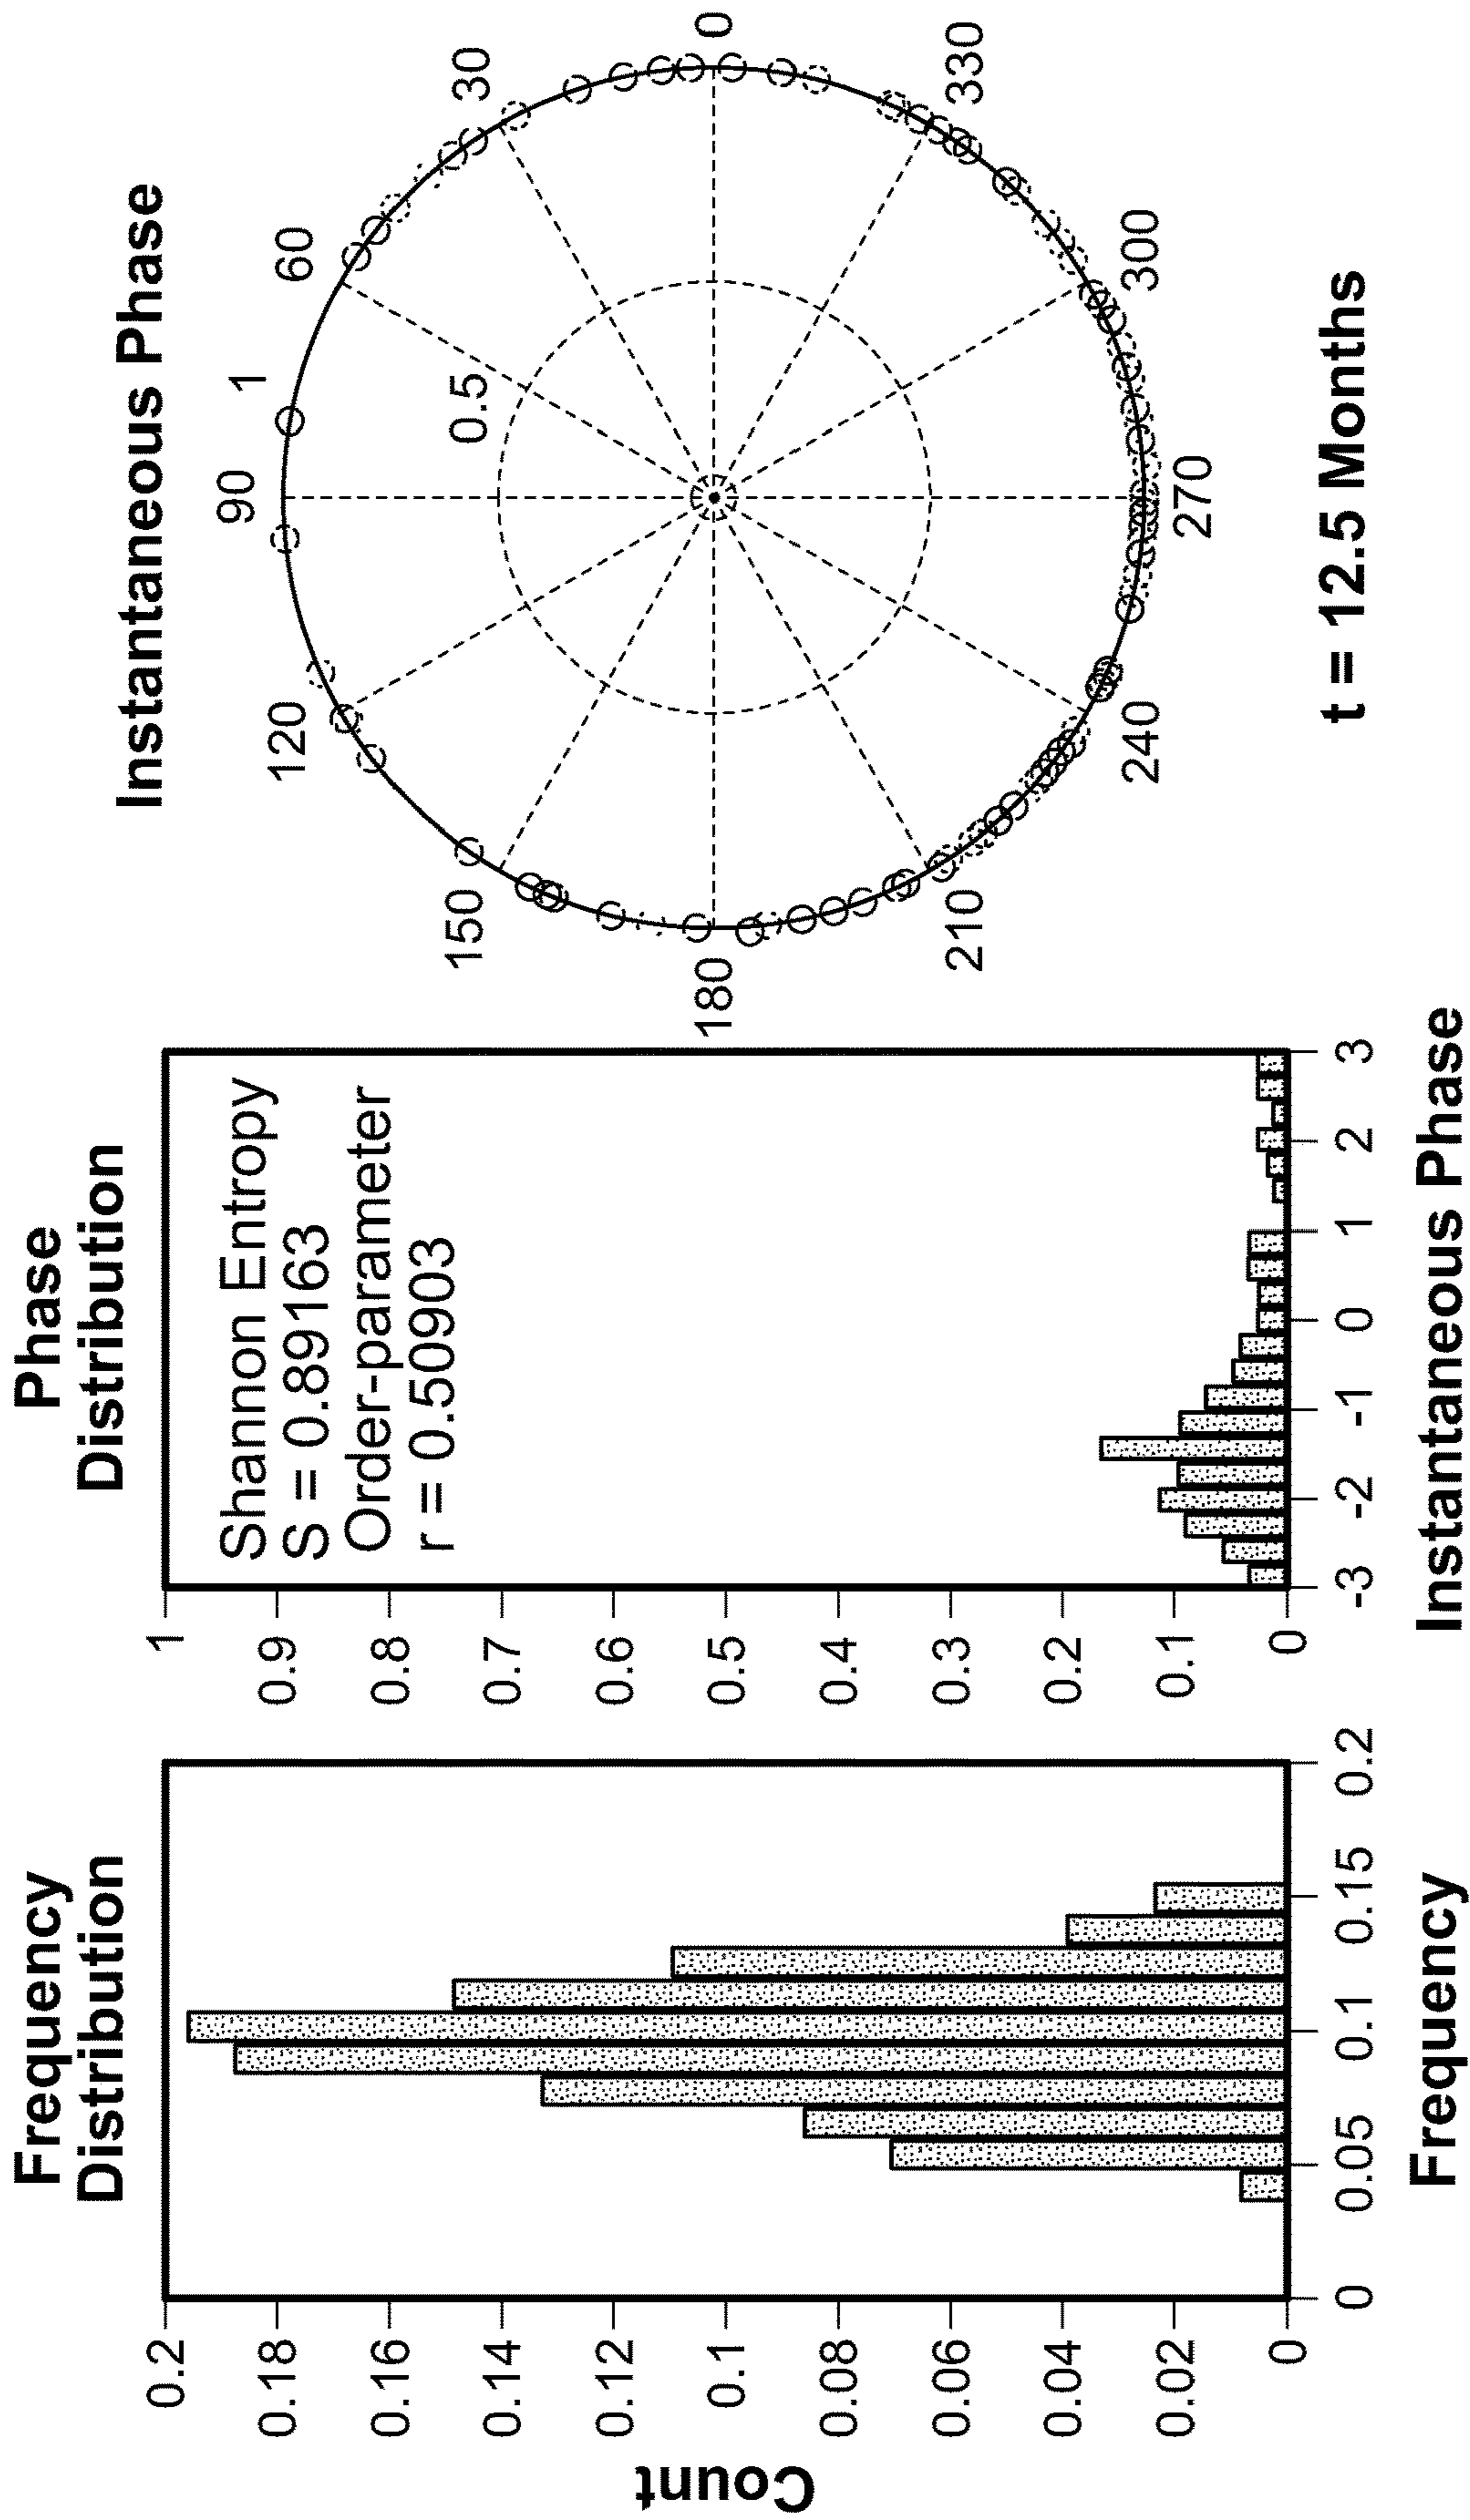 Frequency
Distribution
Count
0.2
0.18
0.16
0.14
0.12
0.1
0.08
0.06
0.04
0.02
0
0 0.05 0.1 0.15 0.2
Frequency
Phase
Distribution
Shannon Entropy
S = 0.89163
Order-parameter
r = 0.50903
1
0.9
0.8
0.7
0.6
0.5
0.4
0.3
0.2
0.1
0
-3 -2 -1 0 1 2 3
Instantaneous Phase
Instantaneous Phase
90
1
120 60
0.5
150 30
180 0
210 330
240 300
270
t = 12.5 Months